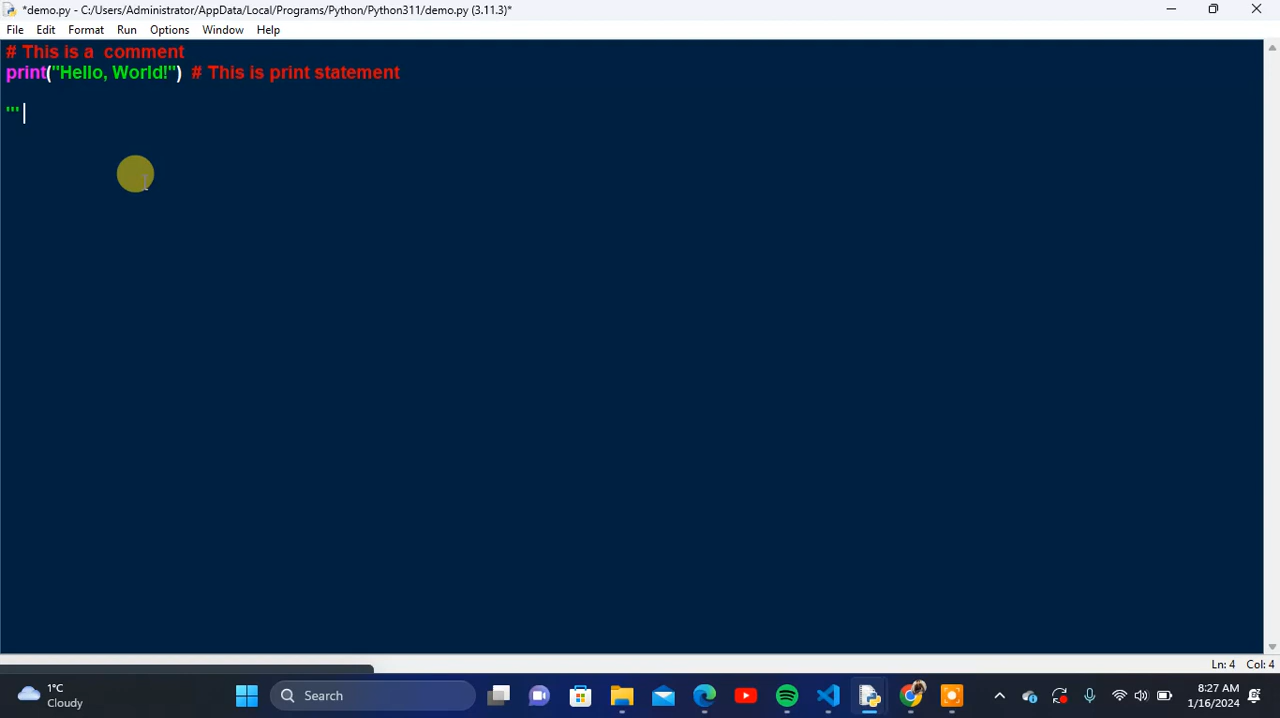 *demo.py - C:/Users/Administrator/AppData/Local/Programs/Python/Python311/demo.py (3.11.3)*
File Edit Format Run Options Window Help
# This is a  comment
print("Hello, World!")  # This is print statement
'''
Ln: 4 Col: 4
1°C
Cloudy
Search
8:27 AM
1/16/2024